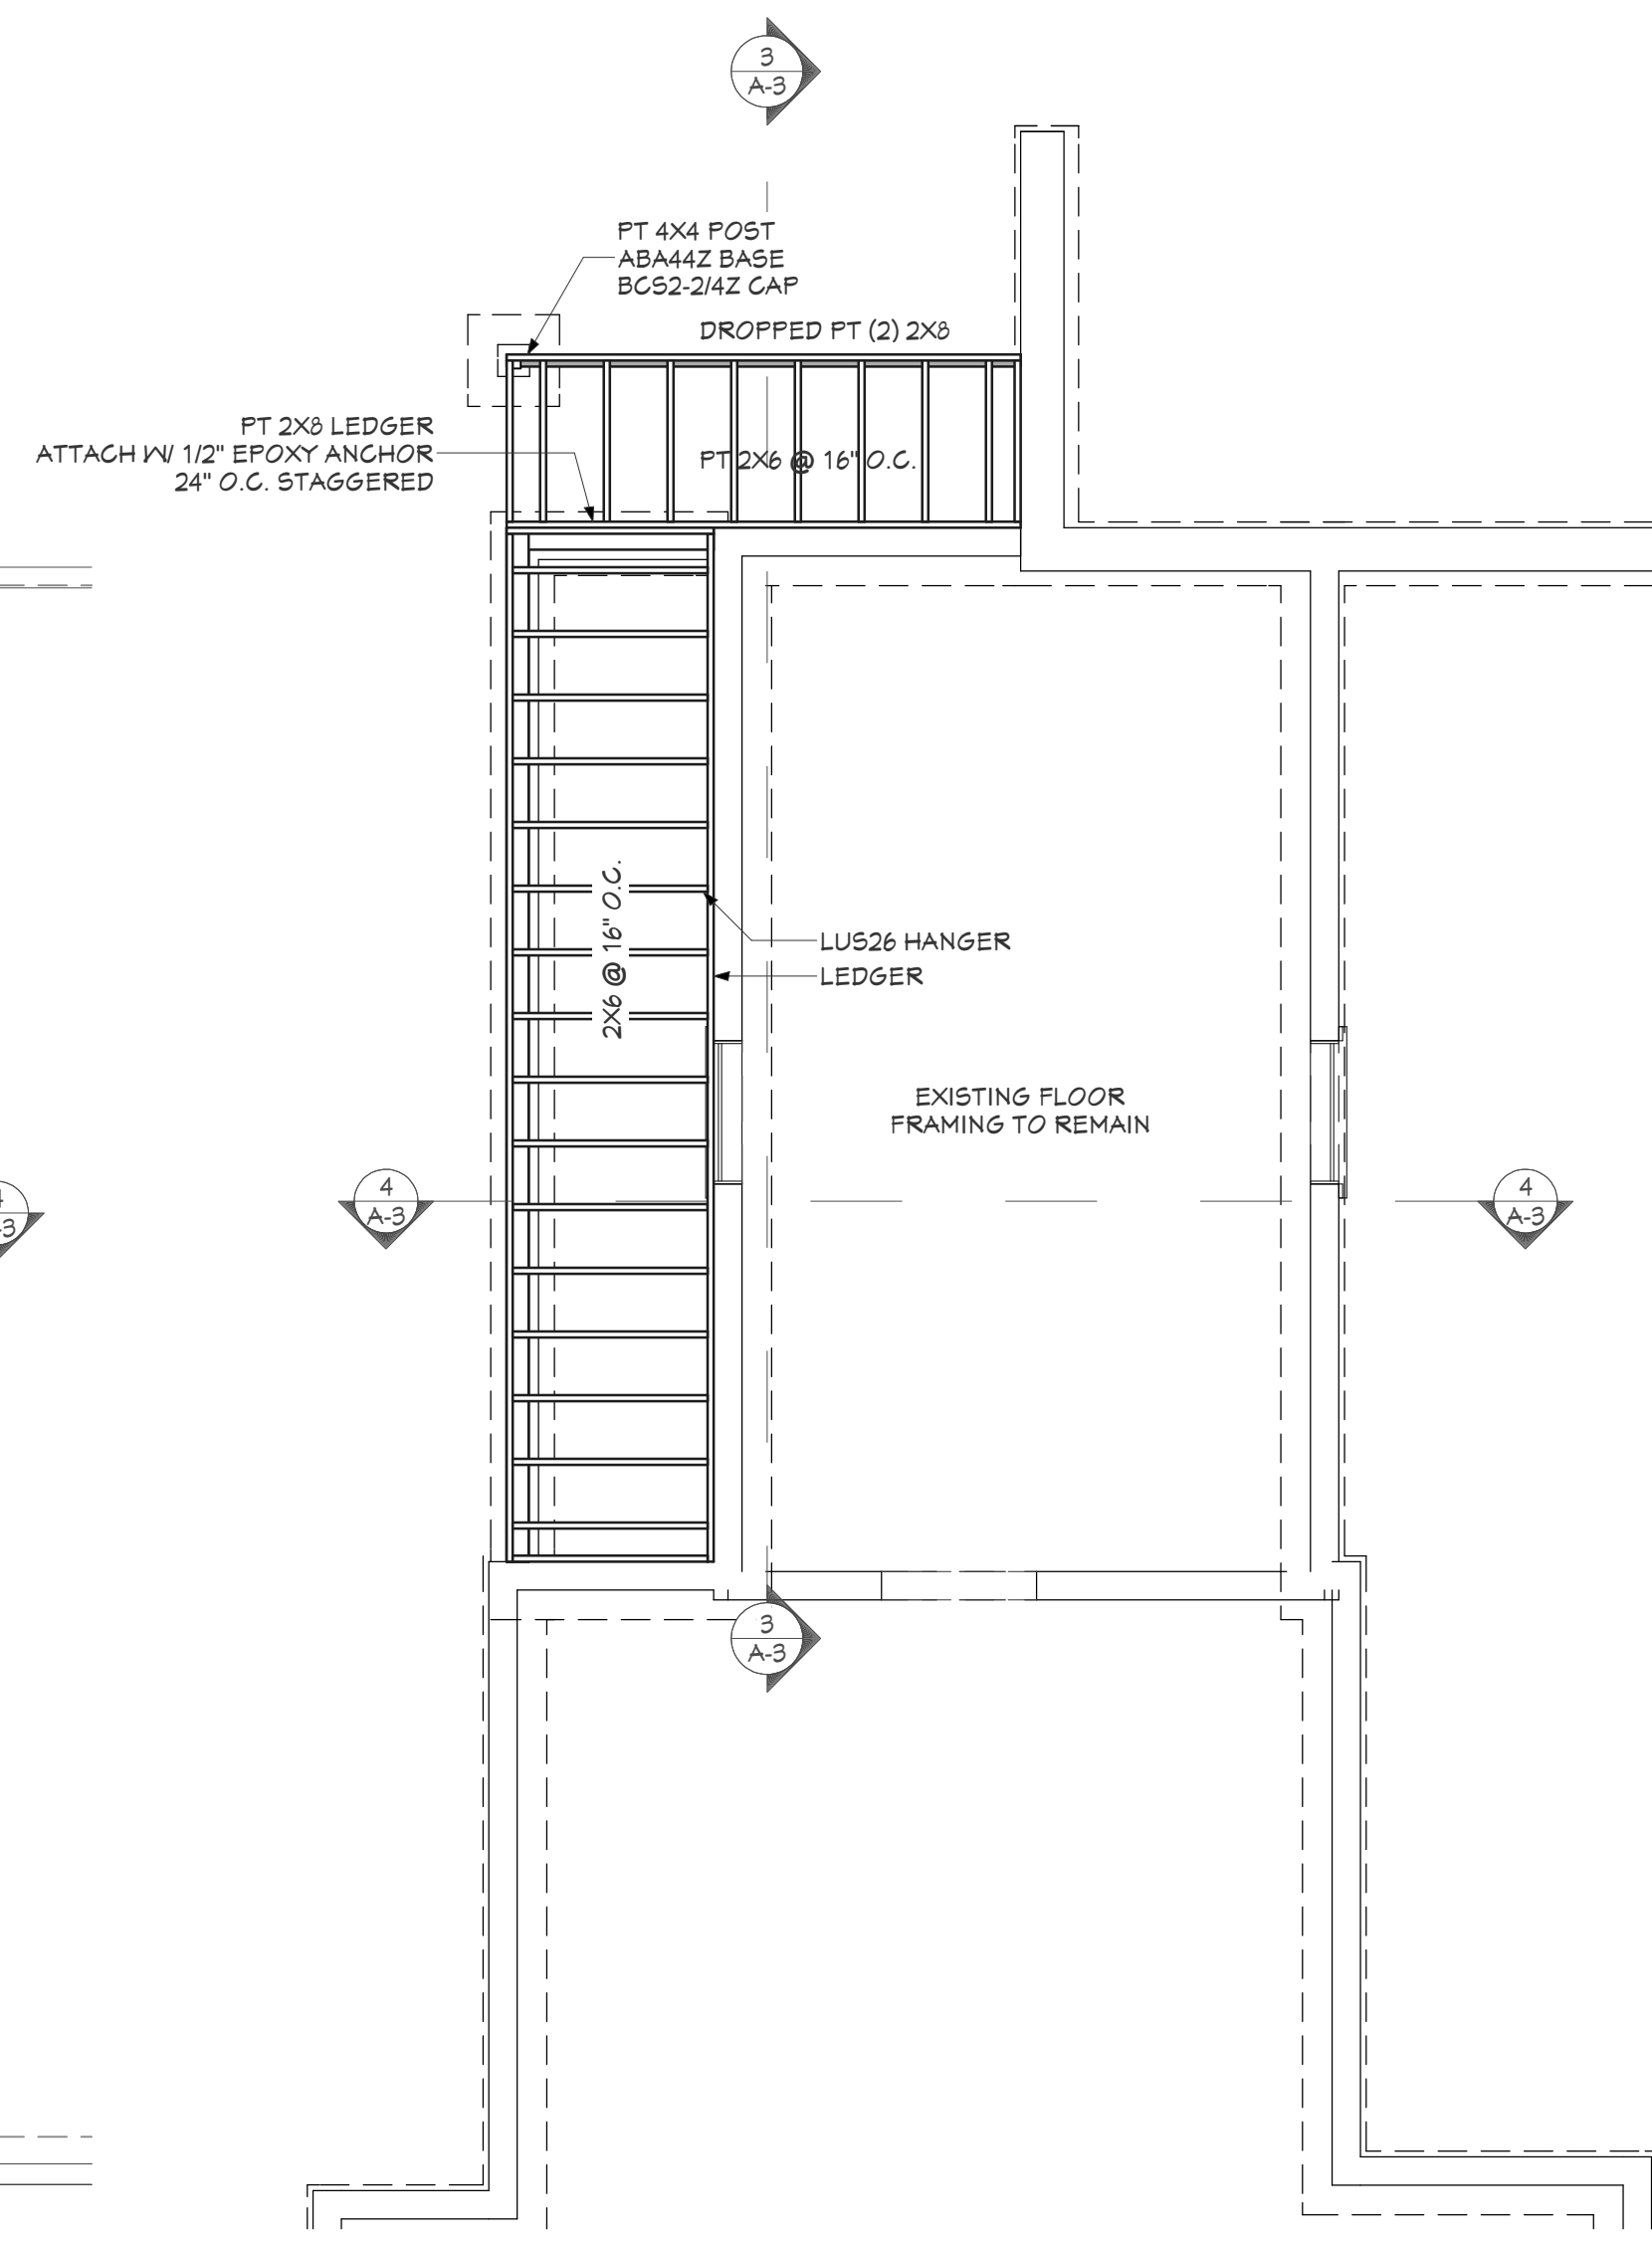 3
A-3
PT 4X4 POST
ABA44Z BASE
BCS2-2/4Z CAP
DROPPED PT (2) 2X8
PT 2X8 LEDGER
ATTACH W/ 1/2" EPOXY ANCHOR
24" O.C. STAGGERED
PT 2X6 @ 16" O.C.
2X6 @ 16" O.C.
LUS26 HANGER
LEDGER
EXISTING FLOOR
FRAMING TO REMAIN
4
A-3
4
A-3
3
A-3